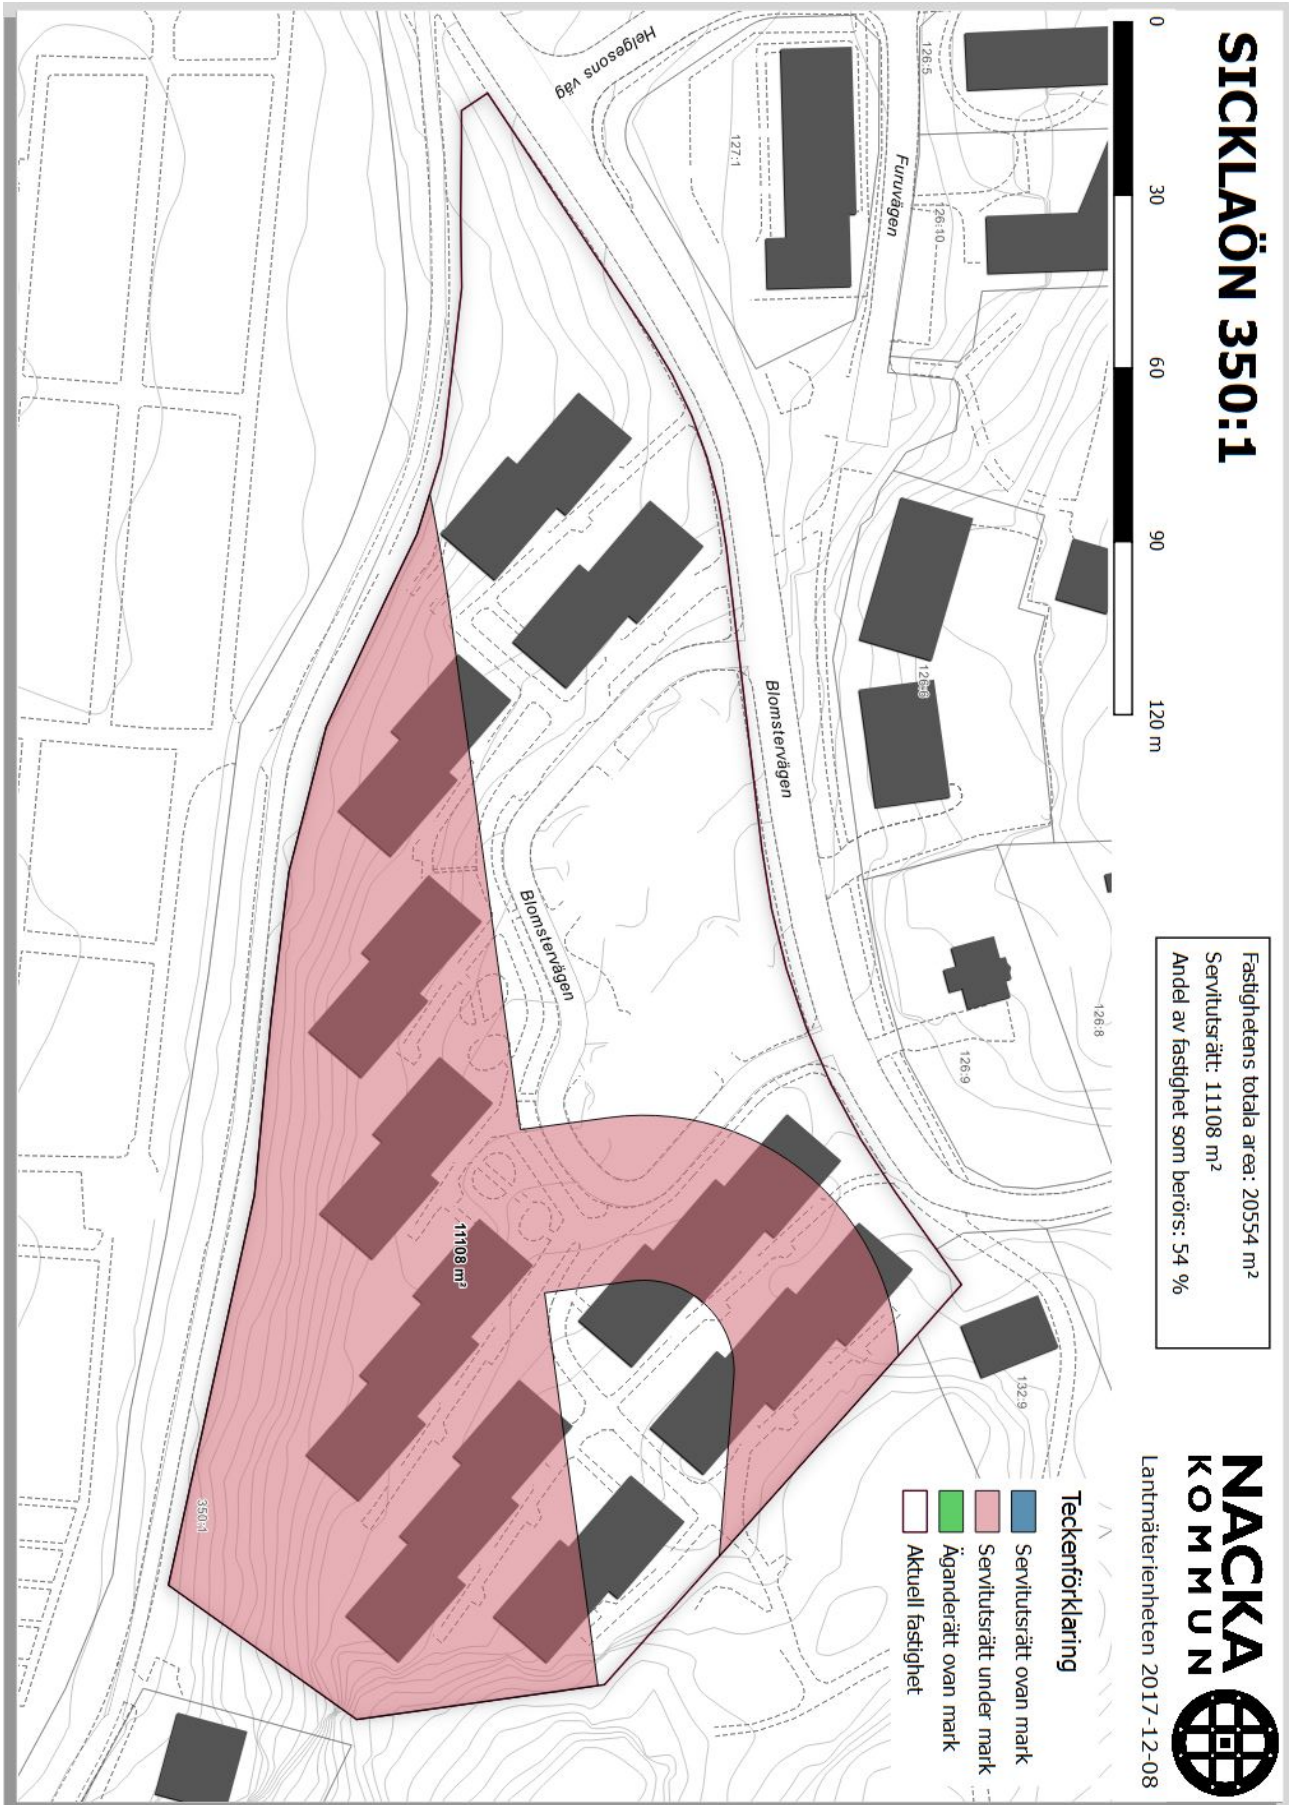 SICKLAÖN 350:1
0 30 60 90 120 m
Fastighetens totala area: 20554 m²
Servitutsrätt: 11108 m²
Andel av fastighet som berörs: 54 %
NACKA
KOMMUN
Lantmäterienheten 2017-12-08
Teckenförklaring
Servitutsrätt ovan mark
Servitutsrätt under mark
Äganderätt ovan mark
Aktuell fastighet
126:5
126:10
Furuvägen
127:1
Helgesons väg
Blomstervägen
126:8
126:9
132:9
Blomstervägen
11108 m²
350:1